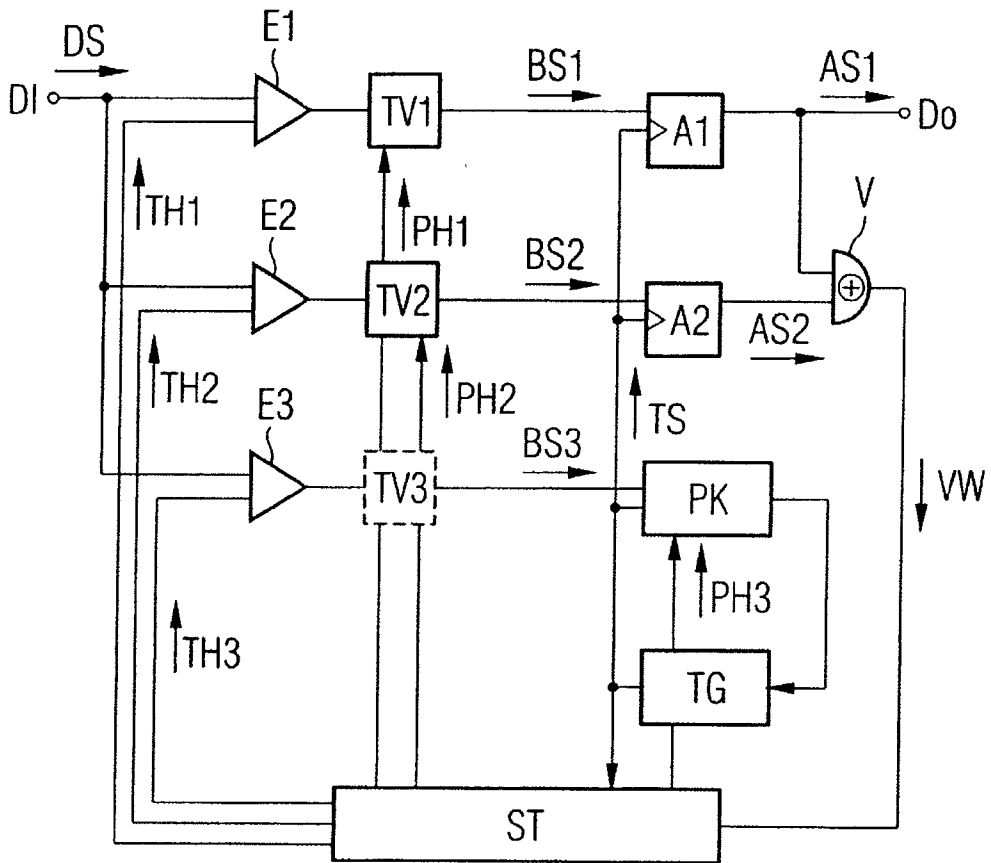 DS
E1
BS1
AS1
DI
TV1
A1
Do
TH1
PH1
V
E2
BS2
TV2
A2
AS2
TH2
PH2
TS
E3
BS3
TV3
PK
VW
TH3
PH3
TG
ST